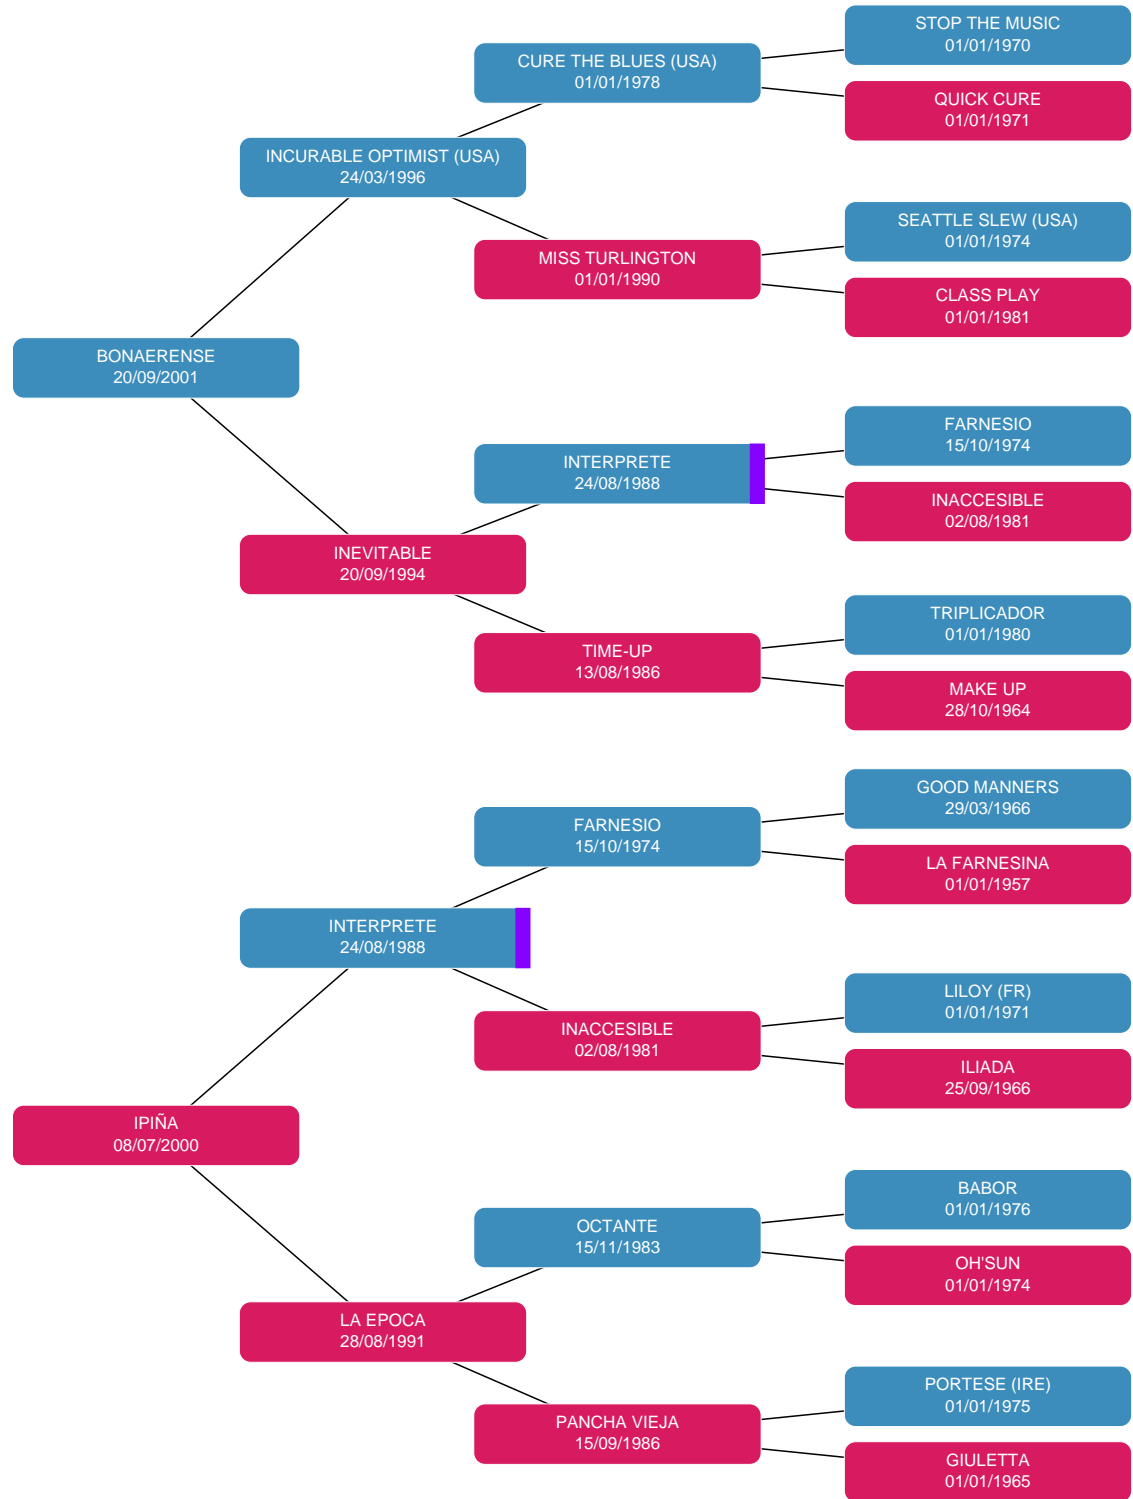 STOP THE MUSIC
01/01/1970
CURE THE BLUES (USA)
01/01/1978
QUICK CURE
01/01/1971
INCURABLE OPTIMIST (USA)
24/03/1996
SEATTLE SLEW (USA)
01/01/1974
MISS TURLINGTON
01/01/1990
CLASS PLAY
01/01/1981
BONAERENSE
20/09/2001
FARNESIO
15/10/1974
INTERPRETE
24/08/1988
INACCESIBLE
02/08/1981
INEVITABLE
20/09/1994
TRIPLICADOR
01/01/1980
TIME-UP
13/08/1986
MAKE UP
28/10/1964
GOOD MANNERS
29/03/1966
FARNESIO
15/10/1974
LA FARNESINA
01/01/1957
INTERPRETE
24/08/1988
LILOY (FR)
01/01/1971
INACCESIBLE
02/08/1981
ILIADA
25/09/1966
IPIÑA
08/07/2000
BABOR
01/01/1976
OCTANTE
15/11/1983
OH'SUN
01/01/1974
LA EPOCA
28/08/1991
PORTESE (IRE)
01/01/1975
PANCHA VIEJA
15/09/1986
GIULETTA
01/01/1965